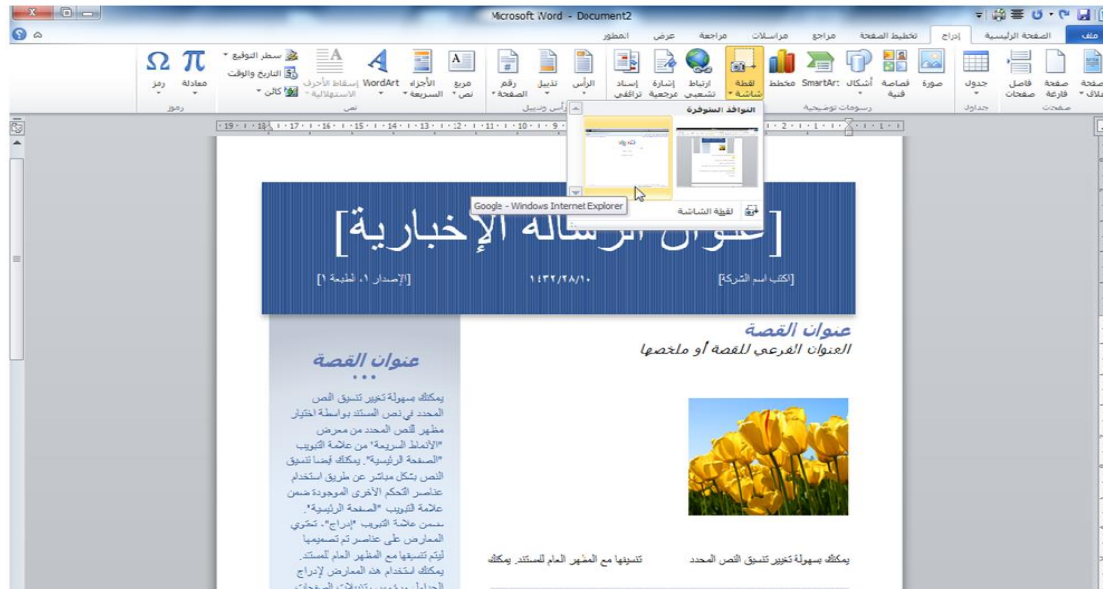 Microsoft Word - Document2
ملف
الصفحة الرئيسية
إدراج
تخطيط الصفحة
مراجع
مراسلات
مراجعة
عرض
المطور
صفحة فارغة
فاصل صفحات
جدول
صورة
قصاصة فنية
أشكال
SmartArt
مخطط
لقطة شاشة
ارتباط تشعبي
إشارة مرجعية
إسناد ترافقي
الرأس
تذييل
رقم الصفحة
مربع نص
الأجزاء السريعة
WordArt
إسقاط الأحرف الاستهلالية
سطر التوقيع
التاريخ والوقت
كائن
معادلة
رمز
صفحات
جداول
رسومات توضيحية
رأس وتذييل
نص
رموز
النوافذ المتوفرة
Google - Windows Internet Explorer
لقطة الشاشة
[عنوان الرسالة الإخبارية]
[اكتب اسم الشركة]
١٤٣٢/٢٨/١٠
[الإصدار ١، الطبعة ١]
عنوان القصة
العنوان الفرعي للقصة أو ملخصها
يمكنك بسهولة تغيير تنسيق النص المحدد
تنسيقها مع المظهر العام للمستند. يمكنك
عنوان القصة
يمكنك بسهولة تغيير تنسيق النص
المحدد في نص المستند بواسطة اختيار
مظهر للنص المحدد من معرض
"الأنماط السريعة" من علامة التبويب
"الصفحة الرئيسية". يمكنك أيضا تنسيق
النص بشكل مباشر عن طريق استخدام
عناصر التحكم الأخرى الموجودة ضمن
علامة التبويب "الصفحة الرئيسية".
ضمن علامة التبويب "إدراج"، تحتوي
المعارض على عناصر تم تصميمها
ليتم تنسيقها مع المظهر العام للمستند.
يمكنك استخدام هذه المعارض لإدراج